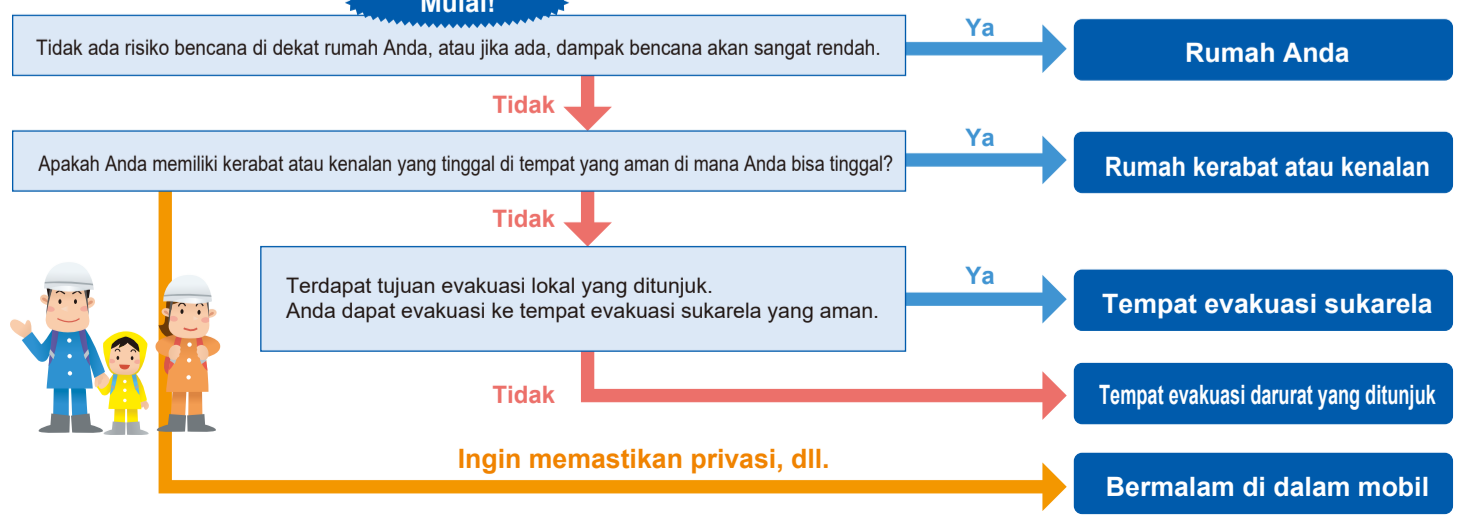 Mulai!
Tidak ada risiko bencana di dekat rumah Anda, atau jika ada, dampak bencana akan sangat rendah.
Ya
Rumah Anda
Tidak
Apakah Anda memiliki kerabat atau kenalan yang tinggal di tempat yang aman di mana Anda bisa tinggal?
Ya
Rumah kerabat atau kenalan
Tidak
Terdapat tujuan evakuasi lokal yang ditunjuk.
Anda dapat evakuasi ke tempat evakuasi sukarela yang aman.
Ya
Tempat evakuasi sukarela
Tidak
Tempat evakuasi darurat yang ditunjuk
Ingin memastikan privasi, dll.
Bermalam di dalam mobil